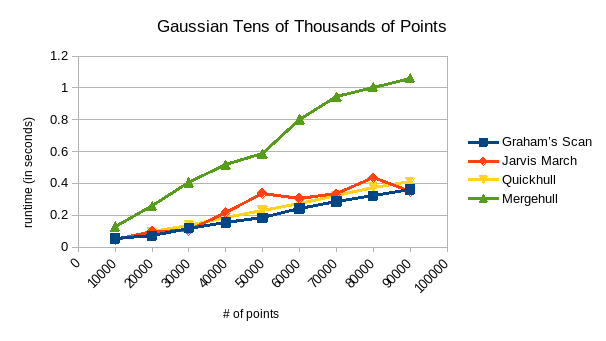 Gaussian Tens of Thousands of Points
1.2
1
0.8
0.6
0.4
0.2
0
runtime (in seconds)
0
10000
20000
30000
40000
50000
60000
70000
80000
90000
100000
# of points
Graham's Scan
Jarvis March
Quickhull
Mergehull